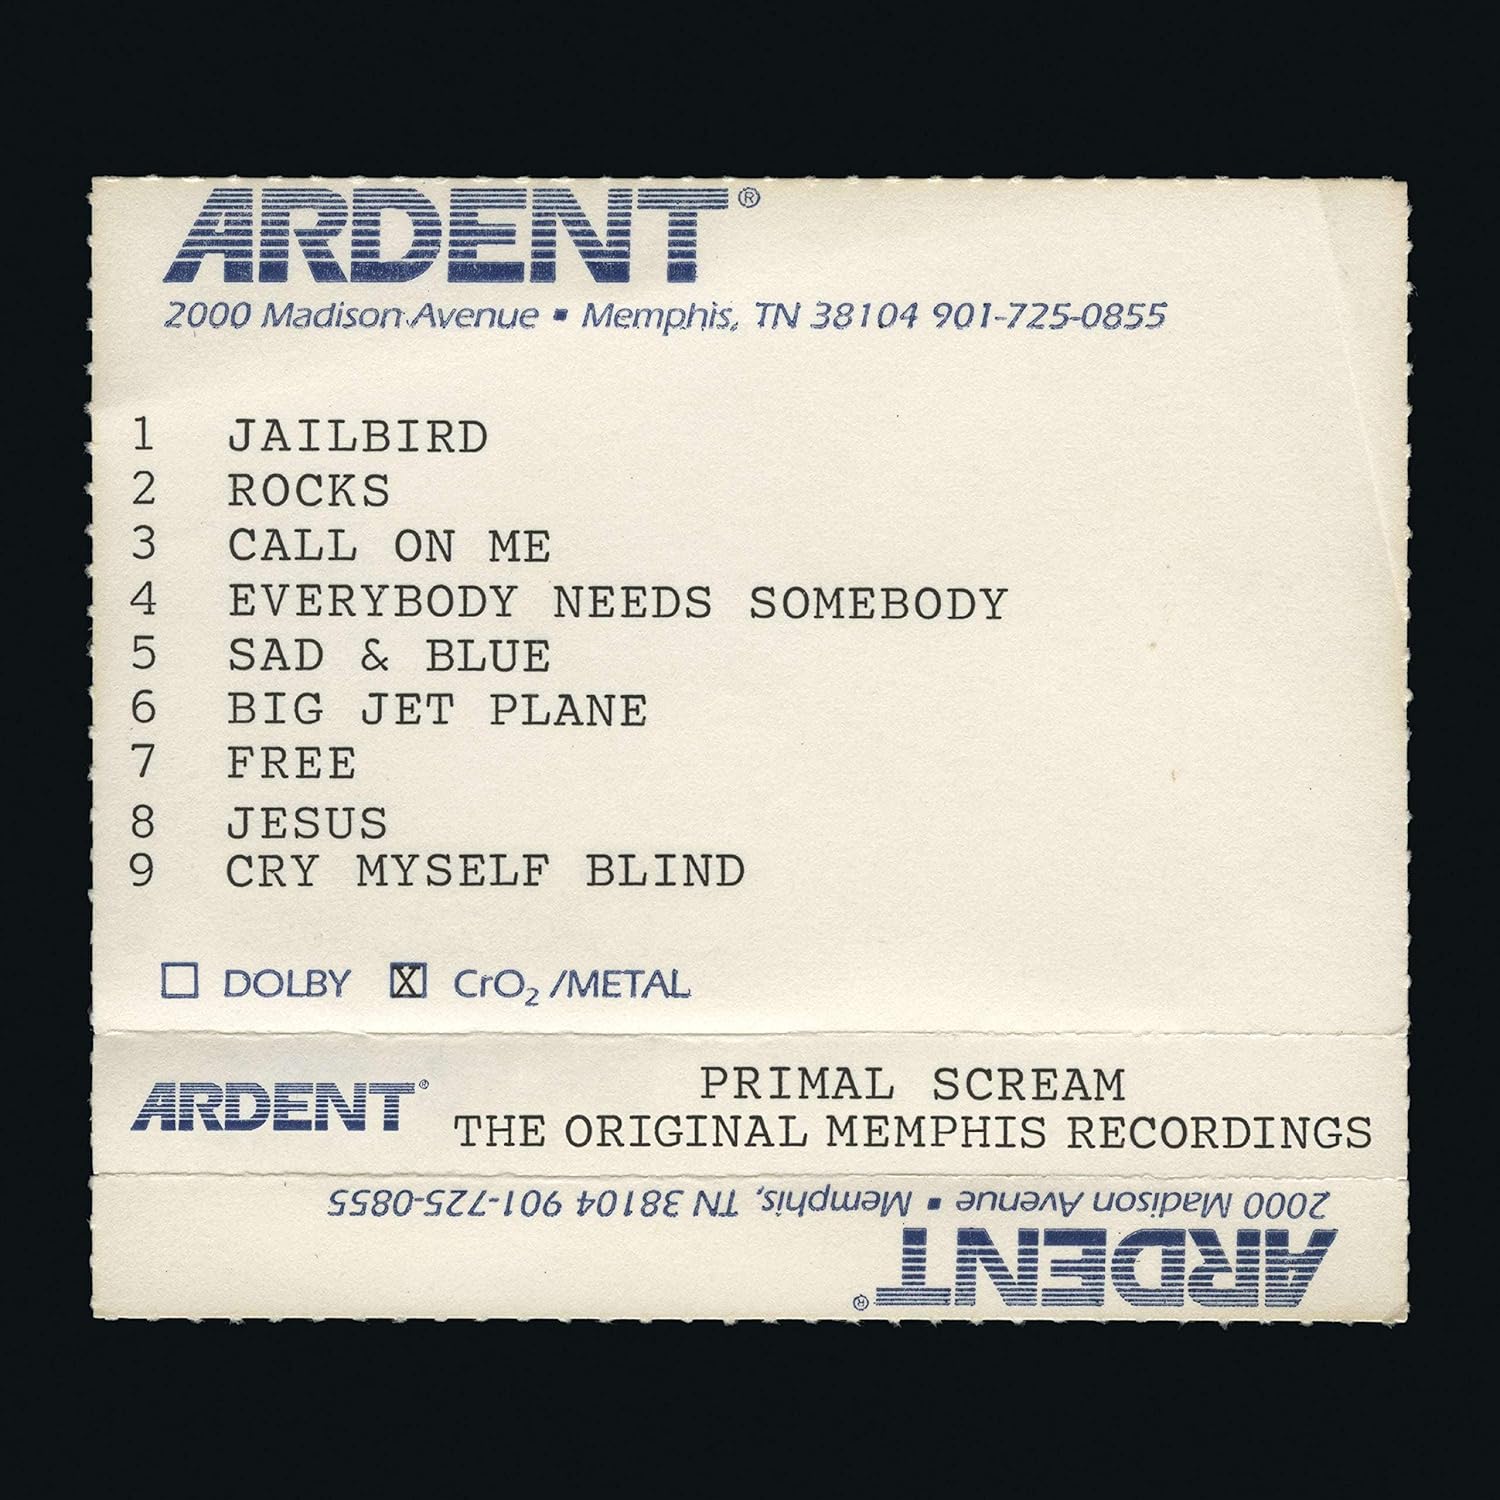 ARDENT®
2000 Madison Avenue ▪ Memphis, TN 38104 901-725-0855
1 JAILBIRD
2 ROCKS
3 CALL ON ME
4 EVERYBODY NEEDS SOMEBODY
5 SAD & BLUE
6 BIG JET PLANE
7 FREE
8 JESUS
9 CRY MYSELF BLIND
DOLBY X CrO₂ /METAL
ARDENT®
PRIMAL SCREAM
THE ORIGINAL MEMPHIS RECORDINGS
2000 Madison Avenue ▪ Memphis, TN 38104 901-725-0855
ARDENT®